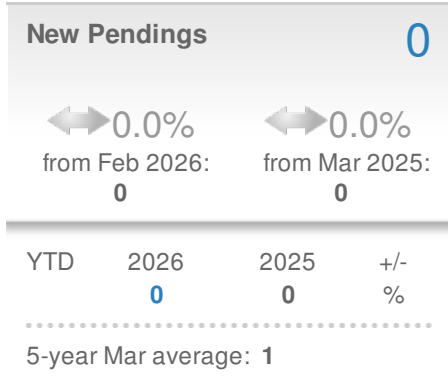 New Pendings 0
0.0% 0.0%
from Feb 2026: from Mar 2025:
0 0
YTD 2026 2025 +/-
0 0 %
5-year Mar average: 1